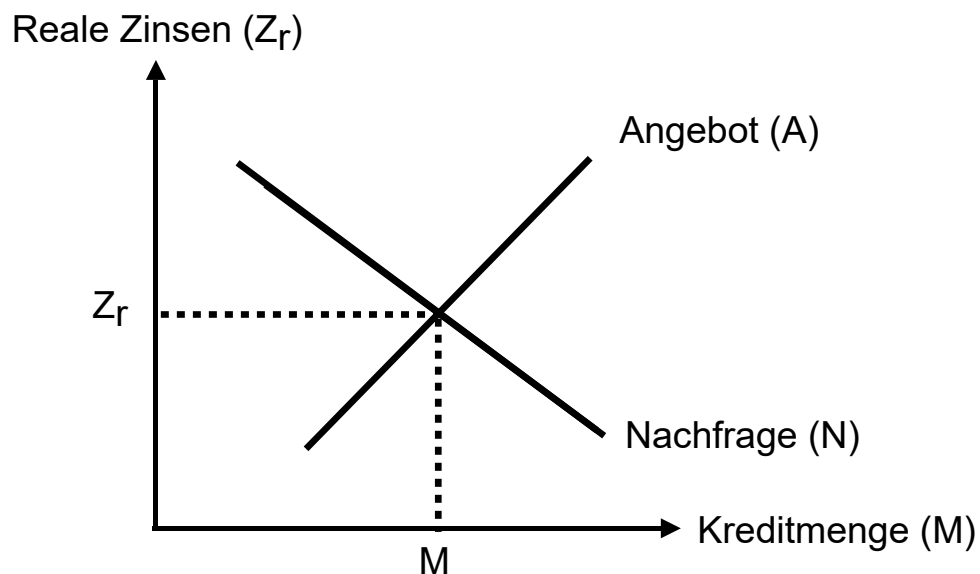 Reale Zinsen (Zr)
Angebot (A)
Zr
Nachfrage (N)
Kreditmenge (M)
M